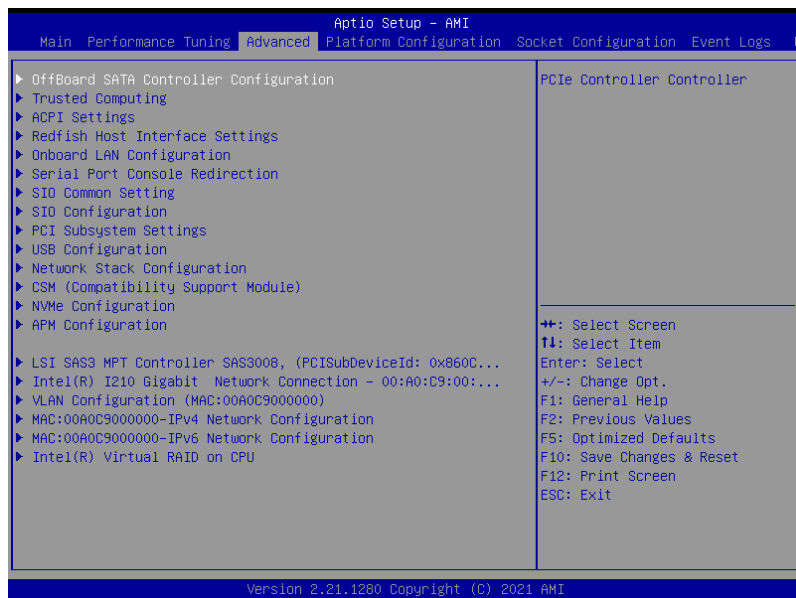 Aptio Setup – AMI
Main Performance Tuning Advanced Platform Configuration Socket Configuration Event Logs
OffBoard SATA Controller Configuration
Trusted Computing
ACPI Settings
Redfish Host Interface Settings
Onboard LAN Configuration
Serial Port Console Redirection
SIO Common Setting
SIO Configuration
PCI Subsystem Settings
USB Configuration
Network Stack Configuration
CSM (Compatibility Support Module)
NVMe Configuration
APM Configuration
LSI SAS3 MPT Controller SAS3008, (PCISubDeviceId: 0x860C...
Intel(R) I210 Gigabit Network Connection – 00:A0:C9:00:...
VLAN Configuration (MAC:00A0C9000000)
MAC:00A0C9000000-IPv4 Network Configuration
MAC:00A0C9000000-IPv6 Network Configuration
Intel(R) Virtual RAID on CPU
PCIe Controller Controller
→←: Select Screen
↑↓: Select Item
Enter: Select
+/-: Change Opt.
F1: General Help
F2: Previous Values
F5: Optimized Defaults
F10: Save Changes & Reset
F12: Print Screen
ESC: Exit
Version 2.21.1280 Copyright (C) 2021 AMI